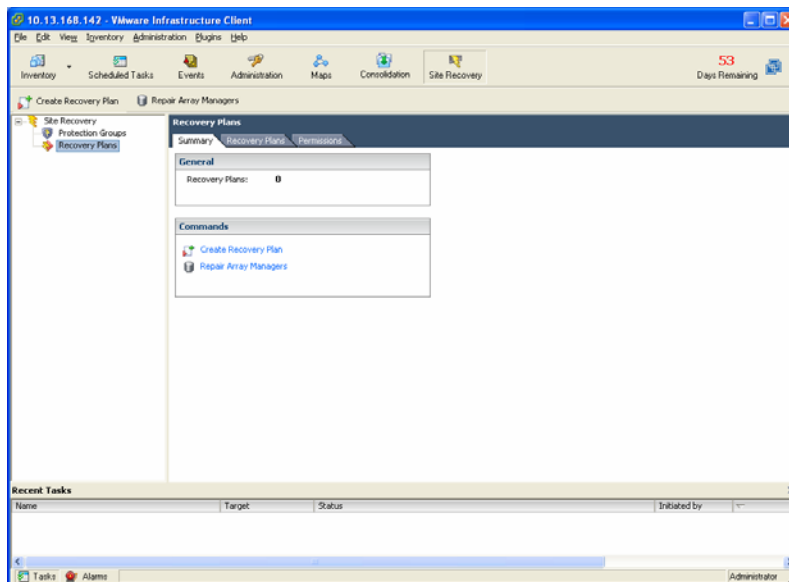 10.13.168.142 - VMware Infrastructure Client
File Edit View Inventory Administration Plugins Help
Inventory Scheduled Tasks Events Administration Maps Consolidation Site Recovery
53
Days Remaining
Create Recovery Plan Repair Array Managers
Site Recovery
Protection Groups
Recovery Plans
Recovery Plans
Summary Recovery Plans Permissions
General
Recovery Plans: 0
Commands
Create Recovery Plan
Repair Array Managers
Recent Tasks
Name Target Status Initiated by
Tasks Alarms Administrator